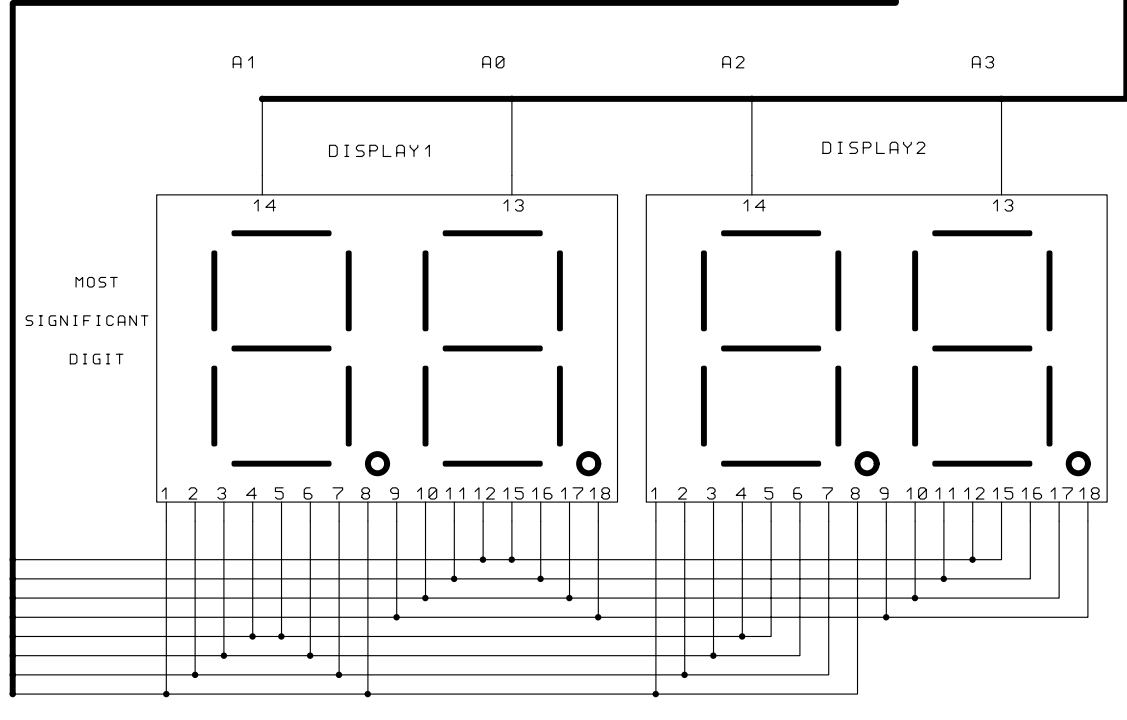 A1 A0 A2 A3
DISPLAY1 DISPLAY2
14 13 14 13
MOST
SIGNIFICANT
DIGIT
1 2 3 4 5 6 7 8 9 10 11 12 15 16 17 18 1 2 3 4 5 6 7 8 9 10 11 12 15 16 17 18